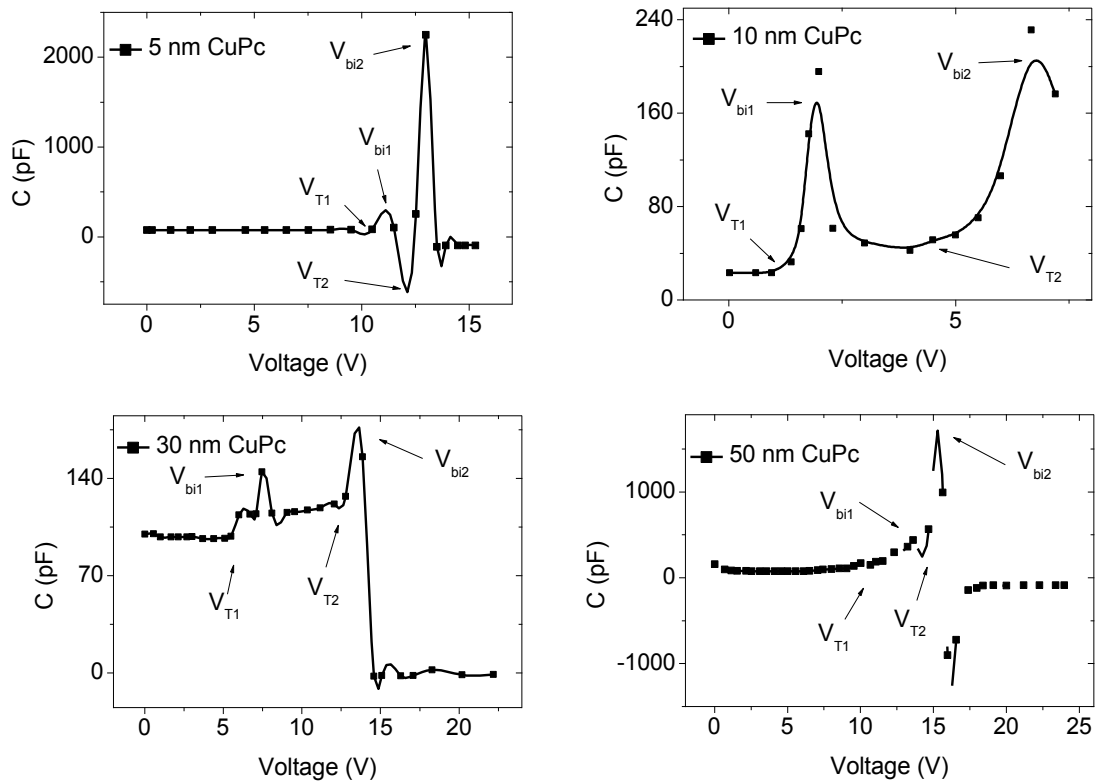 5 nm CuPc
V_bi2
V_bi1
V_T1
V_T2
2000
1000
0
C (pF)
0 5 10 15
Voltage (V)
10 nm CuPc
V_bi2
V_bi1
V_T1
V_T2
240
160
80
0
C (pF)
0 5
Voltage (V)
30 nm CuPc
V_bi1
V_bi2
V_T1
V_T2
140
70
0
C (pF)
0 5 10 15 20
Voltage (V)
50 nm CuPc
V_bi2
V_bi1
V_T1
V_T2
1000
0
-1000
C (pF)
0 5 10 15 20 25
Voltage (V)